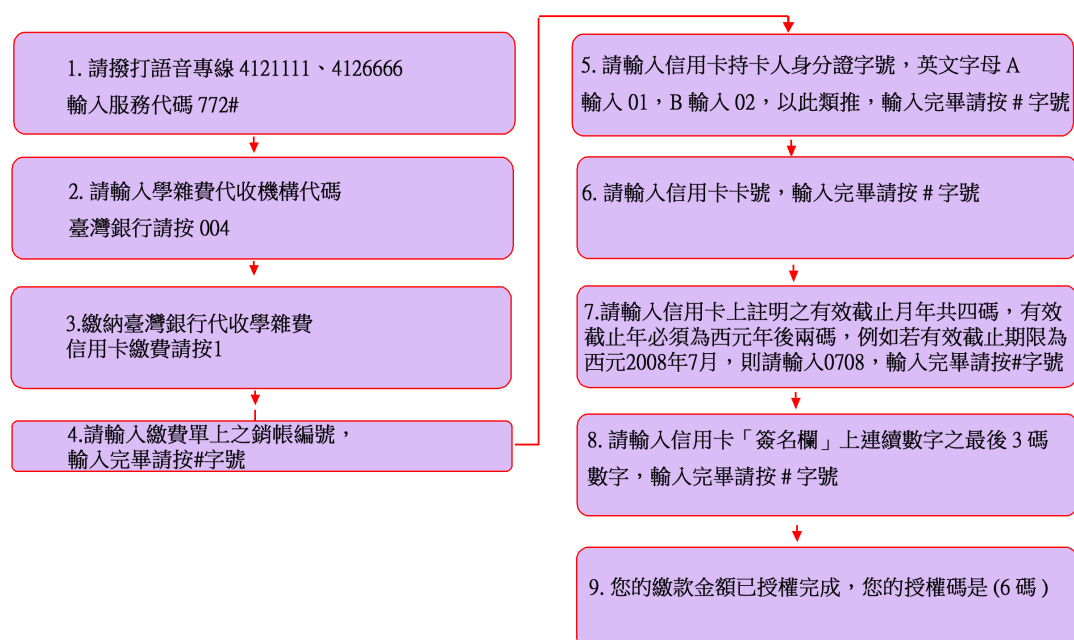 1. 請撥打語音專線 4121111、4126666
輸入服務代碼 772#
2. 請輸入學雜費代收機構代碼
臺灣銀行請按 004
3.繳納臺灣銀行代收學雜費
信用卡繳費請按1
4.請輸入繳費單上之銷帳編號，
輸入完畢請按#字號
5. 請輸入信用卡持卡人身分證字號，英文字母 A
輸入 01，B 輸入 02，以此類推，輸入完畢請按 # 字號
6. 請輸入信用卡卡號，輸入完畢請按 # 字號
7.請輸入信用卡上註明之有效截止月年共四碼，有效
截止年必須為西元年後兩碼，例如若有效截止期限為
西元2008年7月，則請輸入0708，輸入完畢請按#字號
8. 請輸入信用卡「簽名欄」上連續數字之最後 3 碼
數字，輸入完畢請按 # 字號
9. 您的繳款金額已授權完成，您的授權碼是 (6 碼 )